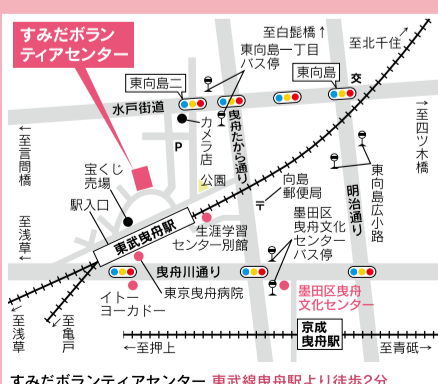 すみだボラン
ティアセンター
至白髭橋↑
至北千住→
東向島一丁目
バス停
東向島二
東向島
交
水戸街道
カメラ店
P
←至言問橋
→至四ツ木橋
曳舟たから通り
宝くじ
売場
公園
向島
郵便局
〒
明治通り
東向島広小路
駅入口
←至浅草
東武曳舟駅
生涯学習
センター別館
墨田区
曳舟文化
センター
バス停
曳舟川通り
イトー
ヨーカドー
東京曳舟病院
墨田区曳舟
文化センター
←至浅草
←至亀戸
京成
曳舟駅
←至押上
至青砥→
すみだボランティアセンター 東武線曳舟駅より徒歩2分